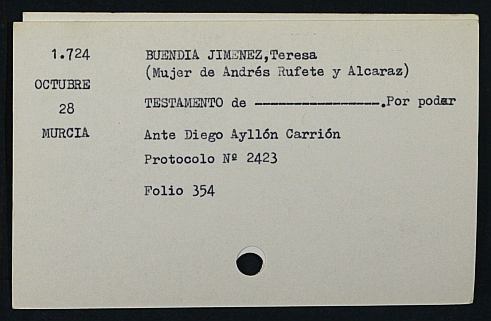 1.724
OCTUBRE
28
MURCIA
BUENDIA JIMENEZ,Teresa
(Mujer de Andrés Rufete y Alcaraz)
TESTAMENTO de -----------------.Por poder
Ante Diego Ayllón Carrión
Protocolo Nº 2423
Folio 354